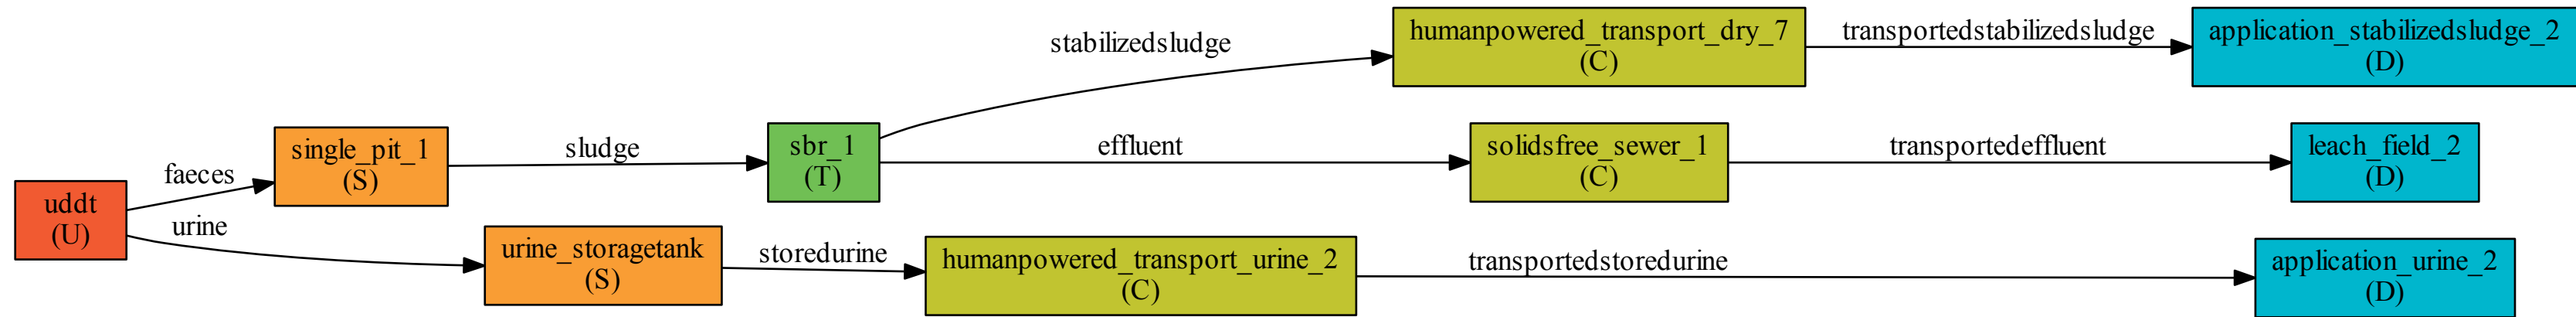 uddt
(U)
faeces
urine
single_pit_1
(S)
sludge
urine_storagetank
(S)
storedurine
sbr_1
(T)
stabilizedsludge
effluent
humanpowered_transport_urine_2
(C)
transportedstoredurine
humanpowered_transport_dry_7
(C)
transportedstabilizedsludge
solidsfree_sewer_1
(C)
transportedeffluent
application_stabilizedsludge_2
(D)
leach_field_2
(D)
application_urine_2
(D)